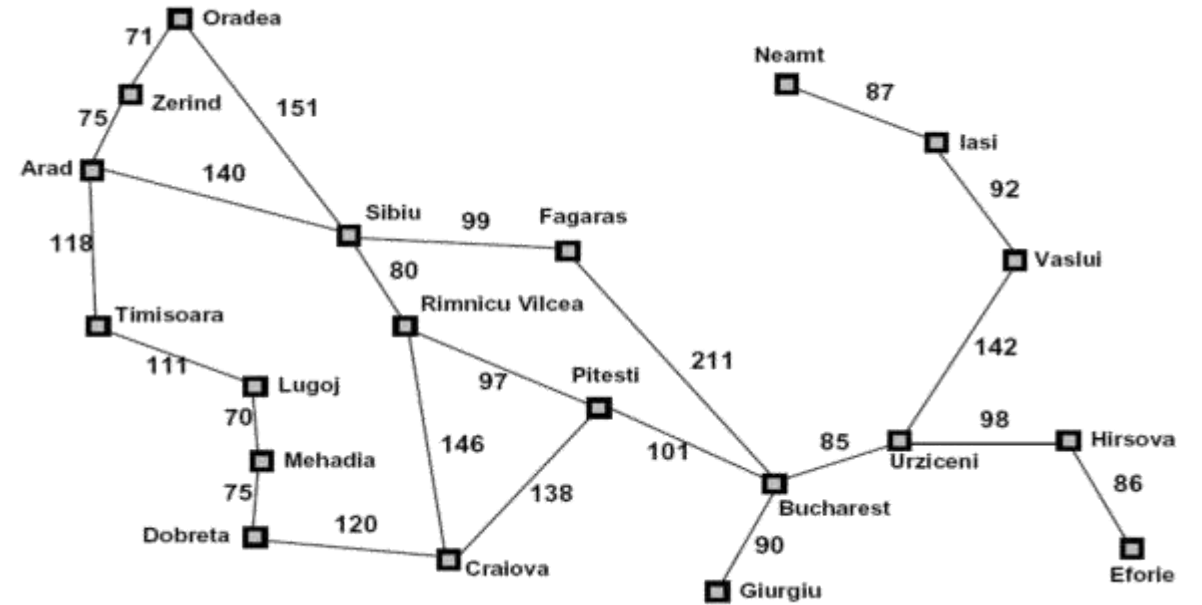 Oradea
71
Neamt
87
Zerind
151
75
Iasi
Arad
140
92
Sibiu
99
Fagaras
118
Vaslui
80
Rimnicu Vilcea
Timisoara
142
111
97
Pitesti
211
Lugoj
70
98
Hirsova
146
101
85
Urziceni
Mehadia
86
75
138
Bucharest
Dobreta
120
90
Craiova
Eforie
Giurgiu